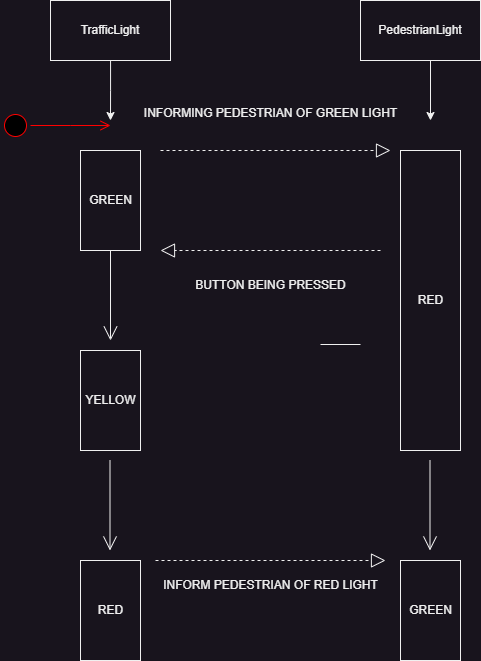 TrafficLight
PedestrianLight
INFORMING PEDESTRIAN OF GREEN LIGHT
GREEN
BUTTON BEING PRESSED
RED
YELLOW
INFORM PEDESTRIAN OF RED LIGHT
RED
GREEN